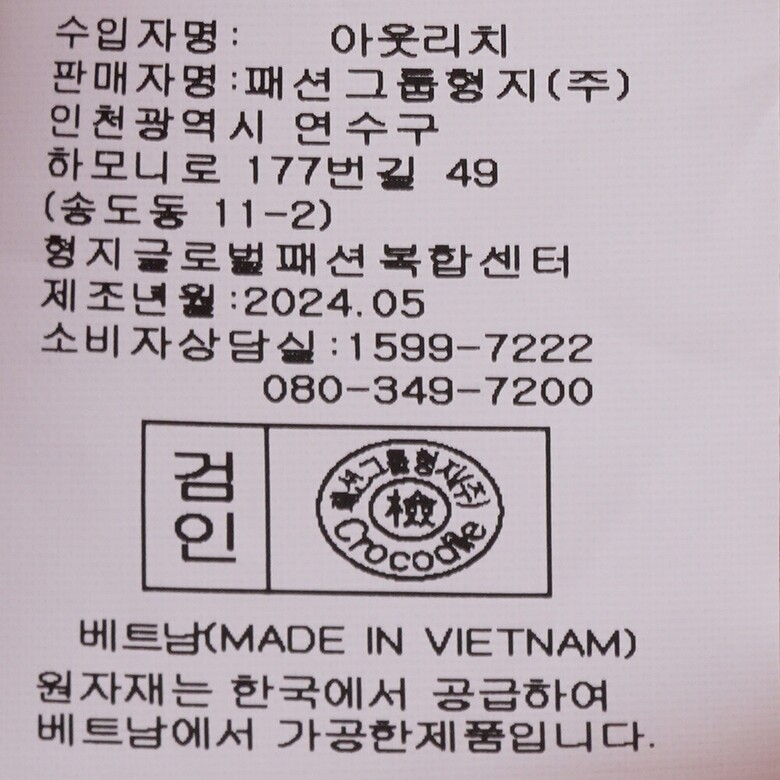 수입자명: 아웃리치
판매자명:패션그룹형지(주)
인천광역시 연수구
하모니로 177번길 49
(송도동 11-2)
형지글로벌패션복합센터
제조년월:2024.05
소비자상담실:1599-7222
080-349-7200
검인
패션그룹형지(주)
檢
Crocodile
베트남(MADE IN VIETNAM)
원자재는 한국에서 공급하여
베트남에서 가공한제품입니다.